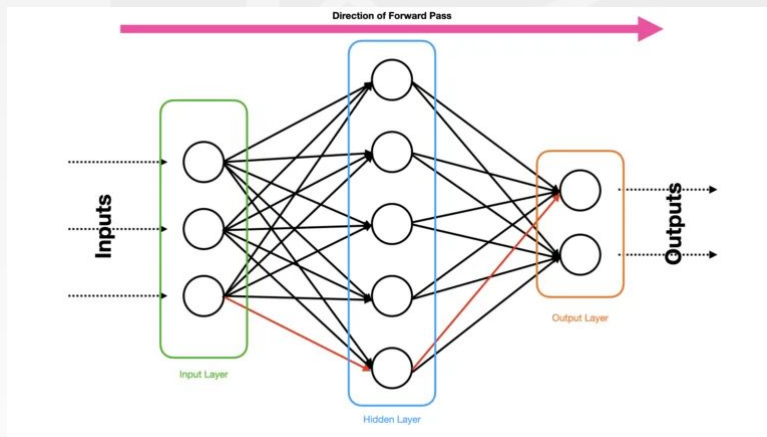 Direction of Forward Pass
Inputs
Outputs
Input Layer
Hidden Layer
Output Layer